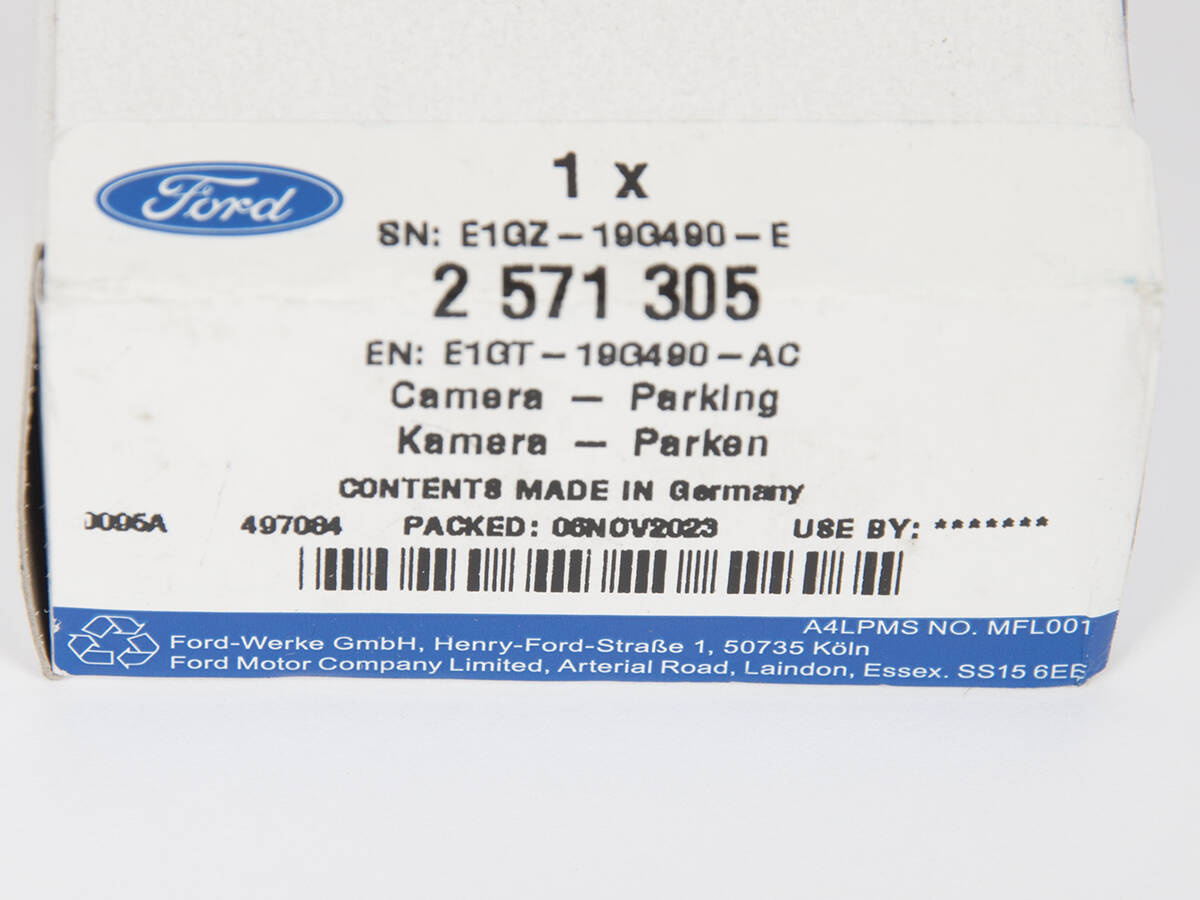 Ford
1 x
SN: E1GZ-19G490-E
2 571 305
EN: E1GT-19G490-AC
Camera - Parking
Kamera - Parken
CONTENTS MADE IN Germany
497084 PACKED: 06NOV2023 USE BY: *******
A4LPMS NO. MFL001
Ford-Werke GmbH, Henry-Ford-Straße 1, 50735 Köln
Ford Motor Company Limited, Arterial Road, Laindon, Essex. SS15 6EE